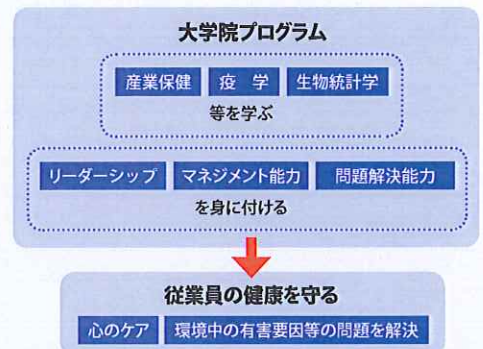 大学院プログラム
産業保健 疫 学 生物統計学
等を学ぶ
リーダーシップ マネジメント能力 問題解決能力
を身に付ける
従業員の健康を守る
心のケア 環境中の有害要因等の問題を解決